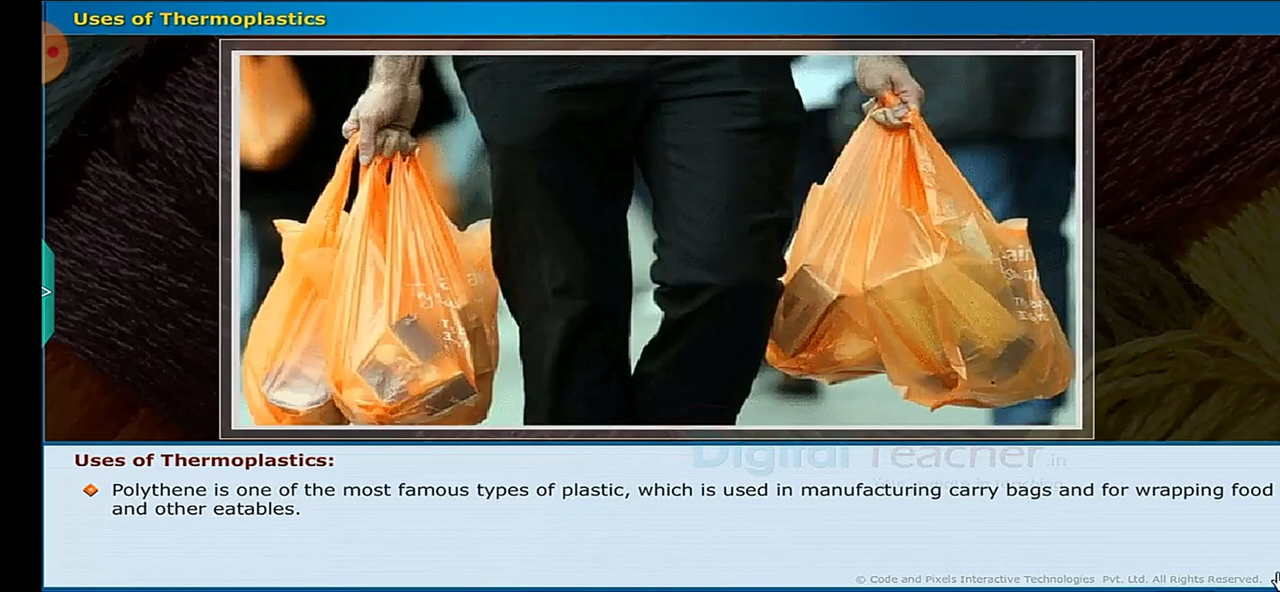 Uses of Thermoplastics
Uses of Thermoplastics:
Digital Teacher.in
Polythene is one of the most famous types of plastic, which is used in manufacturing carry bags and for wrapping food
and other eatables.
© Code and Pixels Interactive Technologies Pvt. Ltd. All Rights Reserved.